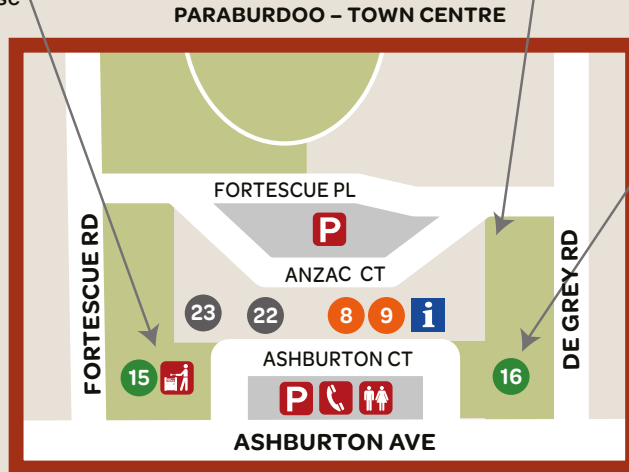 PARABURDOO – TOWN CENTRE
FORTESCUE PL
P
ANZAC CT
FORTESCUE RD
DE GREY RD
23
22
8
9
i
ASHBURTON CT
15
16
P
ASHBURTON AVE